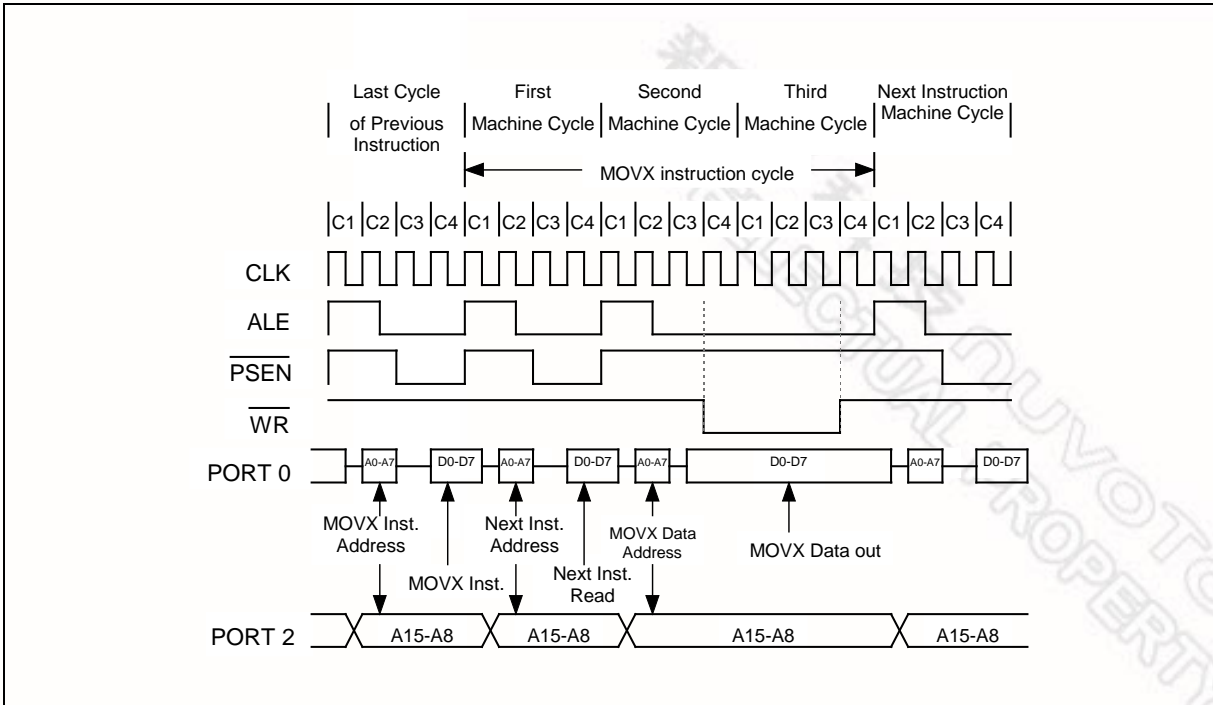 Last Cycle
of Previous
Instruction
First
Machine Cycle
Second
Machine Cycle
Third
Machine Cycle
Next Instruction
Machine Cycle
MOVX instruction cycle
C1 C2 C3 C4 C1 C2 C3 C4 C1 C2 C3 C4 C1 C2 C3 C4 C1 C2 C3 C4
CLK
ALE
PSEN
WR
PORT 0
A0-A7 D0-D7 A0-A7 D0-D7 A0-A7 D0-D7 A0-A7 D0-D7
MOVX Inst.
Address
MOVX Inst.
Next Inst.
Address
Next Inst.
Read
MOVX Data
Address
MOVX Data out
PORT 2
A15-A8 A15-A8 A15-A8 A15-A8
NUVOTO
PROPERTY